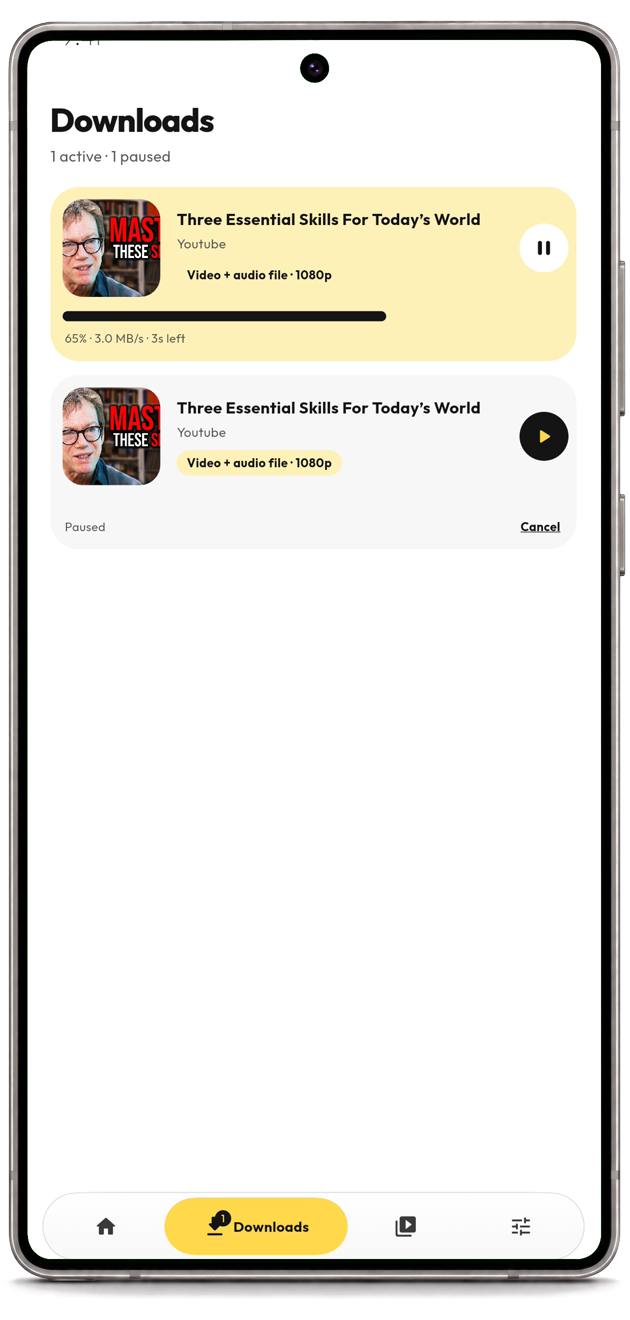 Downloads
1 active · 1 paused
MAST
THESE S
Three Essential Skills For Today’s World
Youtube
Video + audio file · 1080p
65% · 3.0 MB/s · 3s left
MAST
THESE S
Three Essential Skills For Today’s World
Youtube
Video + audio file · 1080p
Paused
Cancel
1
Downloads